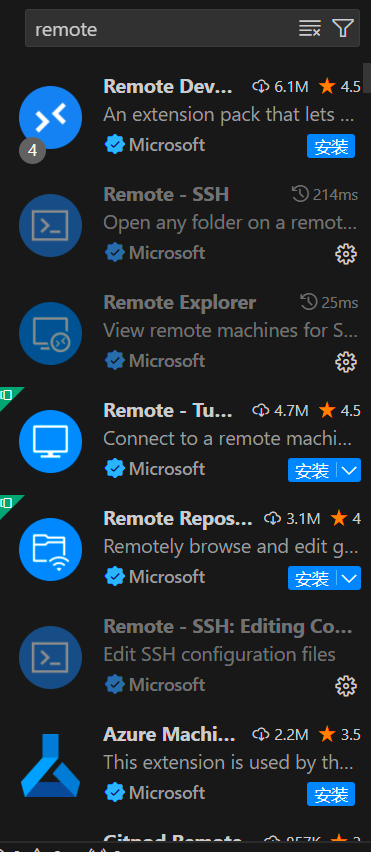 remote
Remote Dev... 6.1M 4.5
An extension pack that lets ...
Microsoft 安装
4
Remote - SSH 214ms
Open any folder on a remot...
Microsoft
Remote Explorer 25ms
View remote machines for S...
Microsoft
Remote - Tu... 4.7M 4.5
Connect to a remote machi...
Microsoft 安装
Remote Repos... 3.1M 4
Remotely browse and edit g...
Microsoft 安装
Remote - SSH: Editing Co...
Edit SSH configuration files
Microsoft
Azure Machi... 2.2M 3.5
This extension is used by th...
Microsoft 安装
Gitpod Remote 857K